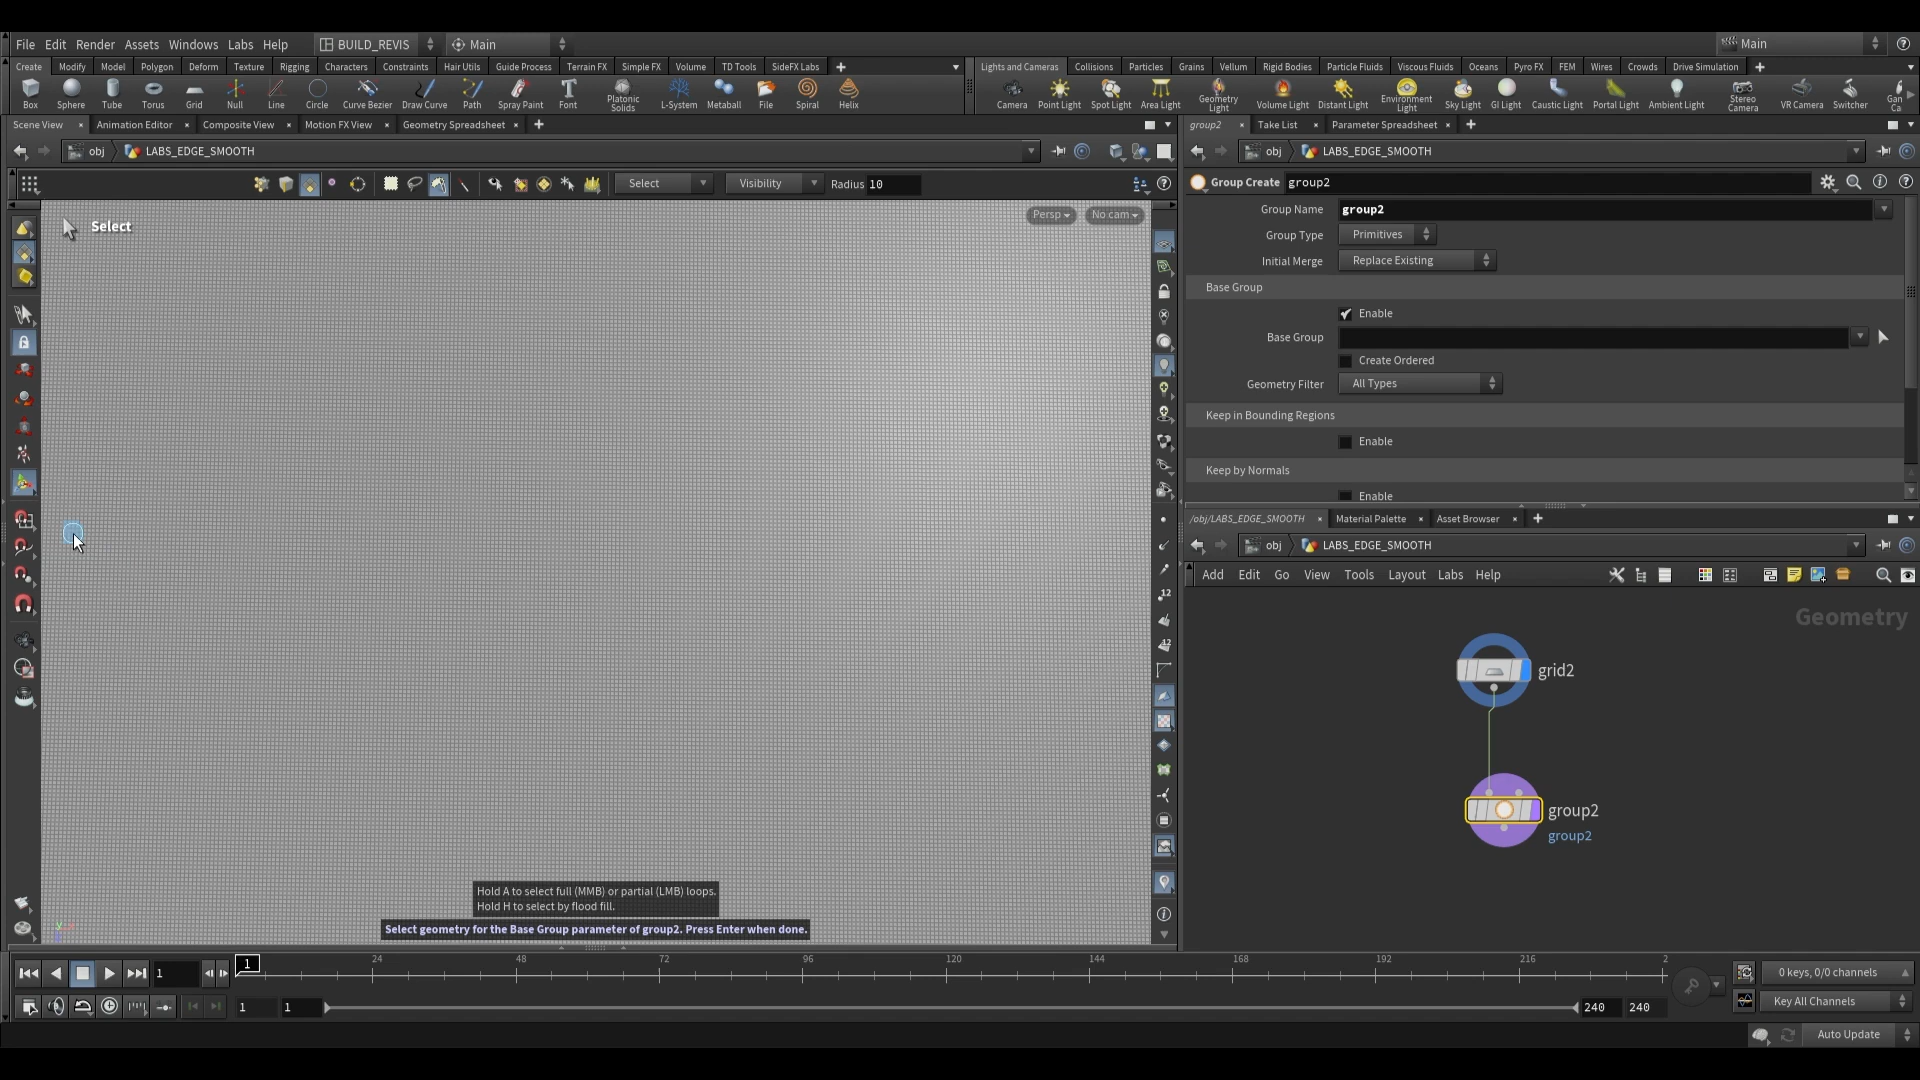 File Edit Render Assets Windows Labs Help BUILD_REVIS Main Main
Create Modify Model Polygon Deform Texture Rigging Characters Constraints Hair Utils Guide Process Terrain FX Simple FX Volume TD Tools SideFX Labs
Lights and Cameras Collisions Particles Grains Vellum Rigid Bodies Particle Fluids Viscous Fluids Oceans Pyro FX FEM Wires Crowds Drive Simulation
Box Sphere Tube Torus Grid Null Line Circle Curve Bezier Draw Curve Path Spray Paint Font Platonic Solids L-System Metaball File Spiral Helix
Camera Point Light Spot Light Area Light Geometry Light Volume Light Distant Light Environment Light Sky Light GI Light Caustic Light Portal Light Ambient Light Stereo Camera VR Camera Switcher Gan Ca
Scene View Animation Editor Composite View Motion FX View Geometry Spreadsheet
group2 Take List Parameter Spreadsheet
obj LABS_EDGE_SMOOTH
obj LABS_EDGE_SMOOTH
Select Visibility Radius 10
Group Create group2
Select
Persp No cam
Group Name group2
Group Type Primitives
Initial Merge Replace Existing
Base Group
Enable
Base Group
Create Ordered
Geometry Filter All Types
Keep in Bounding Regions
Enable
Keep by Normals
Enable
/obj/LABS_EDGE_SMOOTH Material Palette Asset Browser
obj LABS_EDGE_SMOOTH
Add Edit Go View Tools Layout Labs Help
Geometry
grid2
group2
group2
12
42
Hold A to select full (MMB) or partial (LMB) loops.
Hold H to select by flood fill.
Select geometry for the Base Group parameter of group2. Press Enter when done.
1 1 24 48 72 96 120 144 168 192 216 2
0 keys, 0/0 channels
1 1 240 240
Key All Channels
Auto Update